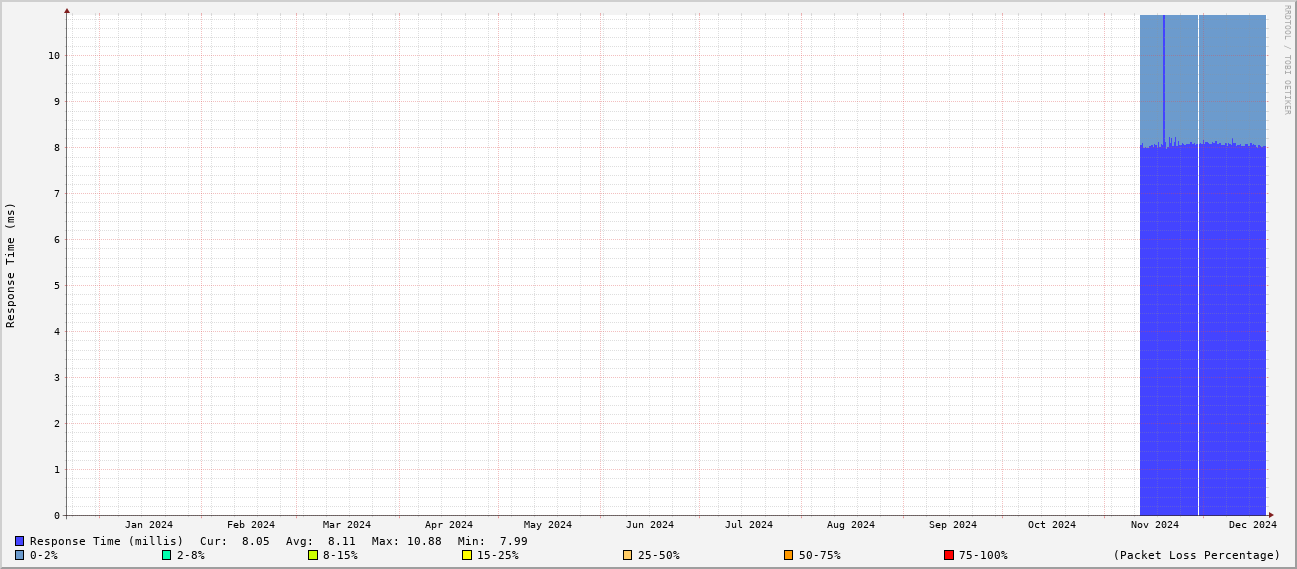 RRDTOOL / TOBI OETIKER
Response Time (ms)
10
9
8
7
6
5
4
3
2
1
0
Jan 2024 Feb 2024 Mar 2024 Apr 2024 May 2024 Jun 2024 Jul 2024 Aug 2024 Sep 2024 Oct 2024 Nov 2024 Dec 2024
Response Time (millis) Cur: 8.05 Avg: 8.11 Max: 10.88 Min: 7.99
0-2% 2-8% 8-15% 15-25% 25-50% 50-75% 75-100% (Packet Loss Percentage)